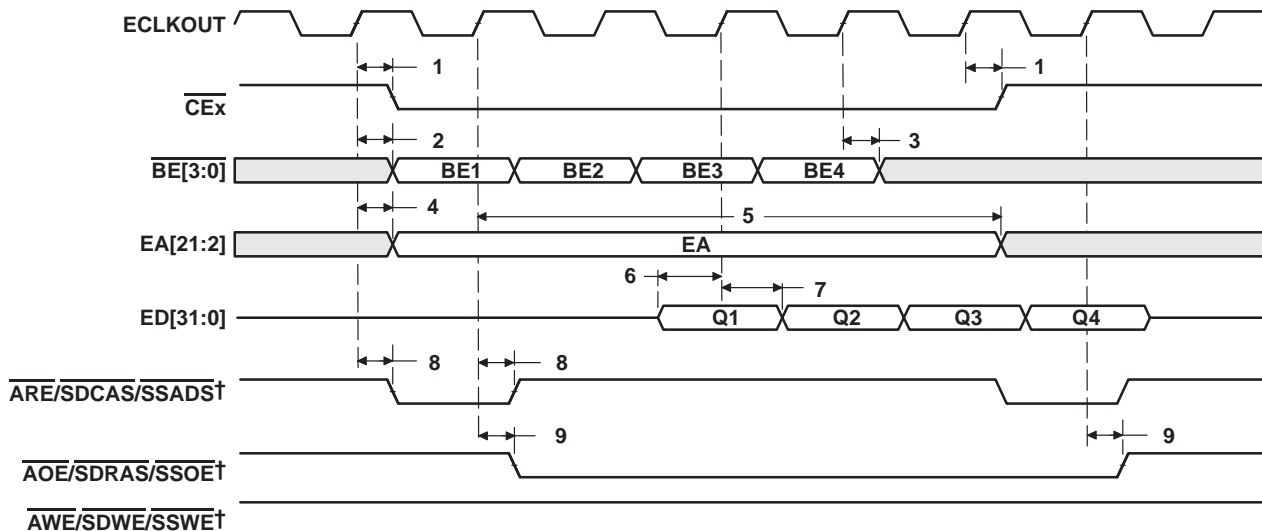 ECLKOUT
1 1
CEx
2 3
BE[3:0] BE1 BE2 BE3 BE4
4 5
EA[21:2] EA
6 7
ED[31:0] Q1 Q2 Q3 Q4
8 8
ARE/SDCAS/SSADS†
9 9
AOE/SDRAS/SSOE†
AWE/SDWE/SSWE†